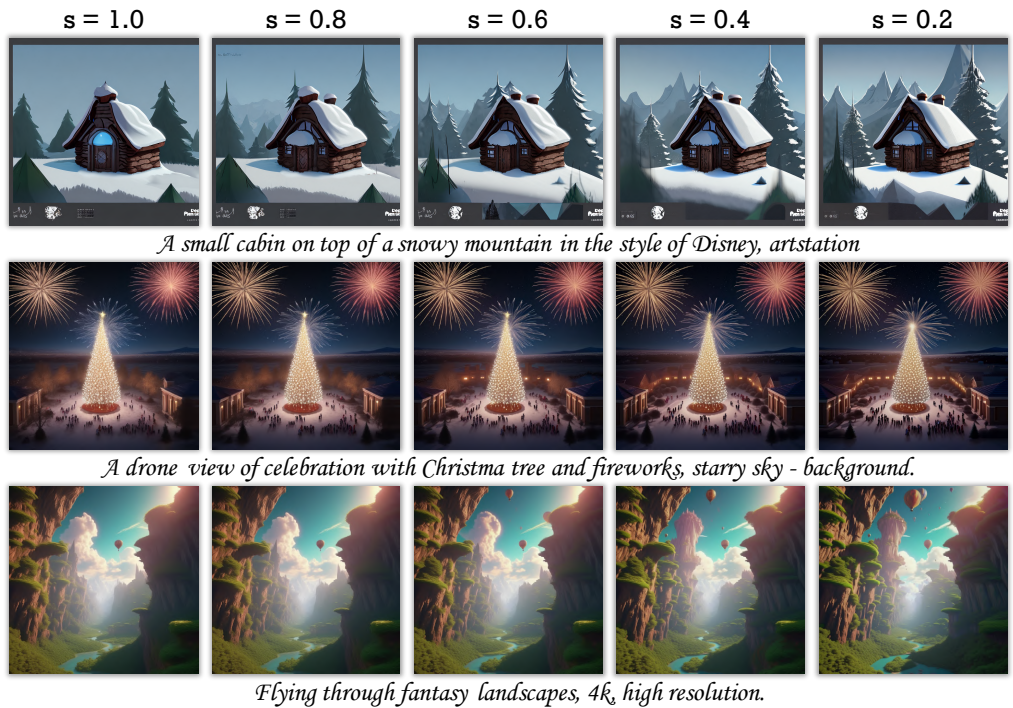 s = 1.0 s = 0.8 s = 0.6 s = 0.4 s = 0.2
A small cabin on top of a snowy mountain in the style of Disney, artstation
A drone view of celebration with Christma tree and fireworks, starry sky - background.
Flying through fantasy landscapes, 4k, high resolution.